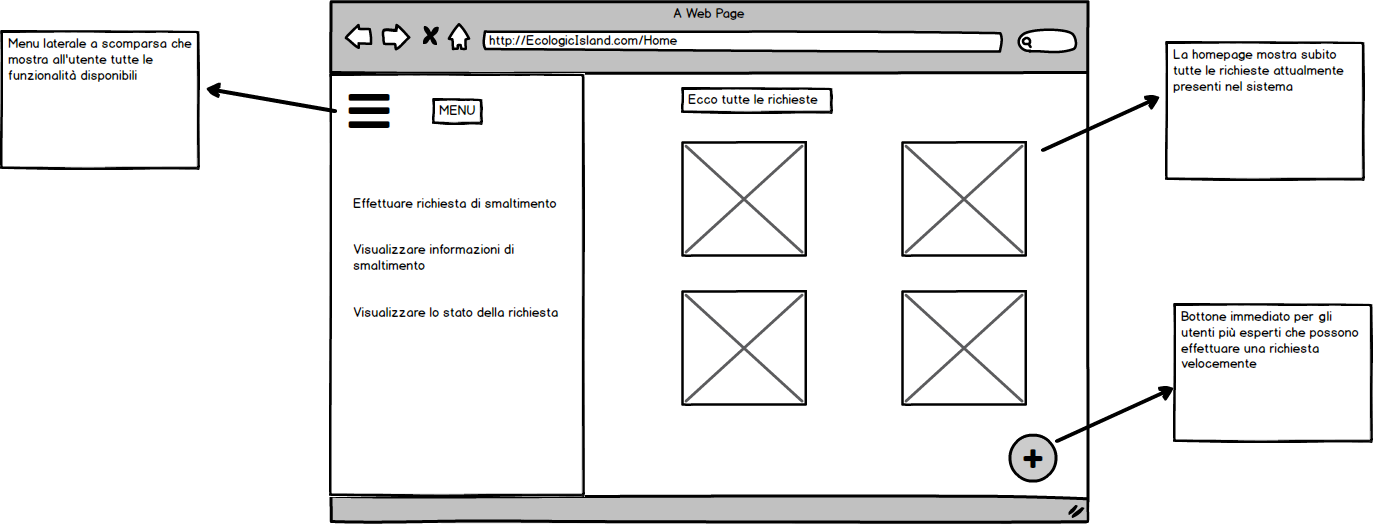 A Web Page
http://EcologicIsland.com/Home
Menu laterale a scomparsa che
mostra all'utente tutte le
funzionalità disponibili
MENU
Effettuare richiesta di smaltimento
Visualizzare informazioni di
smaltimento
Visualizzare lo stato della richiesta
Ecco tutte le richieste
La homepage mostra subito
tutte le richieste attualmente
presenti nel sistema
Bottone immediato per gli
utenti più esperti che possono
effettuare una richiesta
velocemente